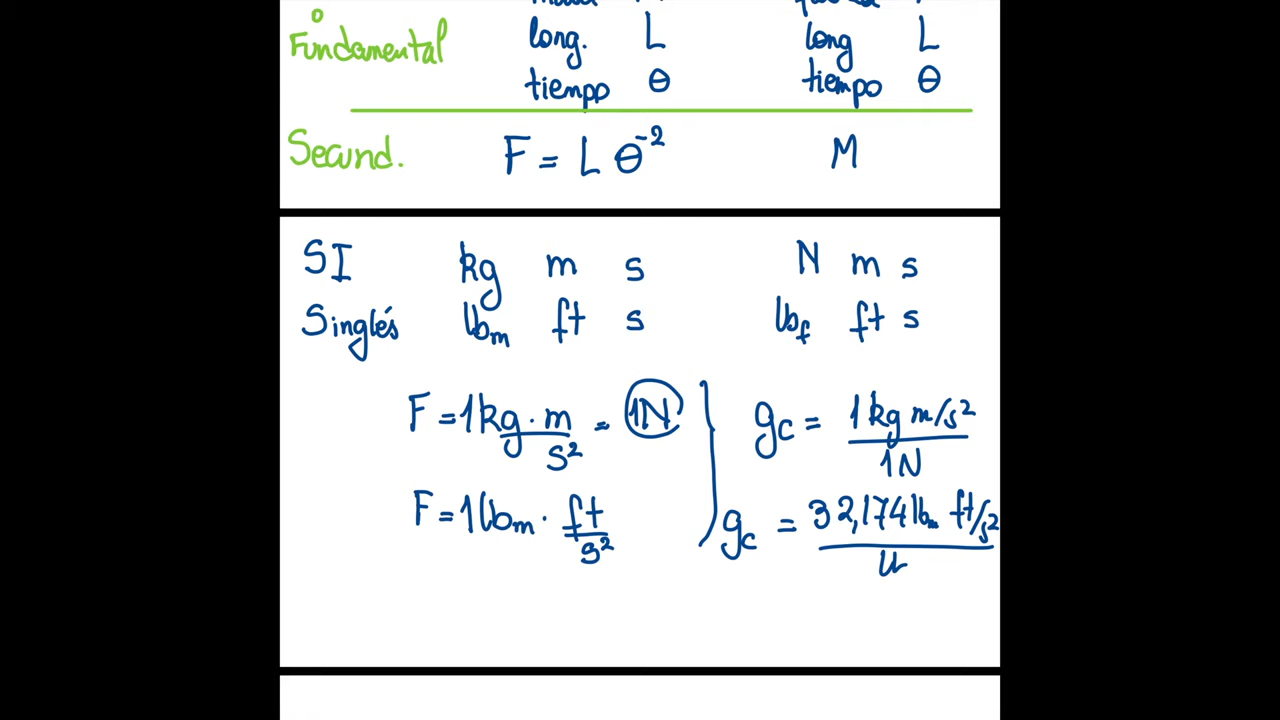 o
Fundamental long. L long L
tiempo θ tiempo θ
Secund. F = L θ⁻² M
SI kg m s N m s
Singlés lbm ft s lbf ft s
F = 1 kg · m/s² = 1N gc = 1 kg m/s² / 1N
F = 1 lbm · ft/s² gc = 32,174 lbm ft/s²